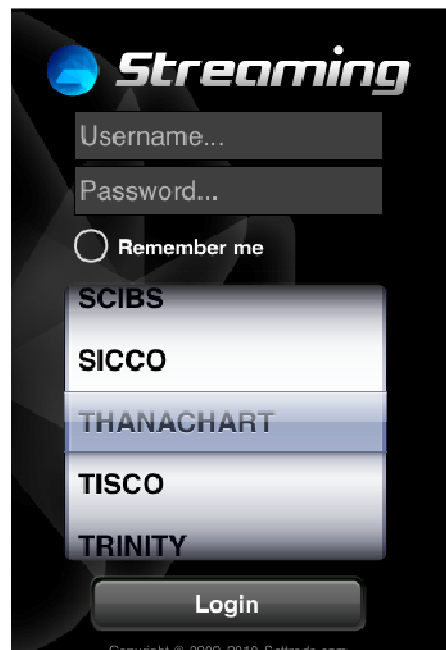 Streaming
Username...
Password...
Remember me
SCIBS
SICCO
THANACHART
TISCO
TRINITY
Login